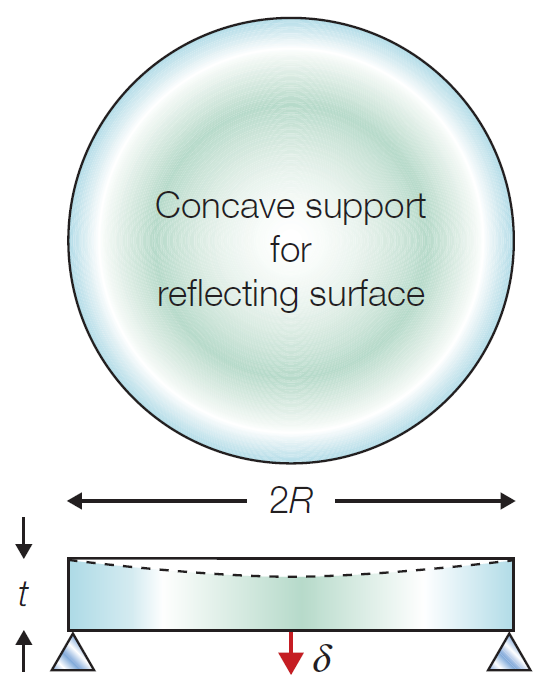 Concave support
for
reflecting surface
2R
t
δ